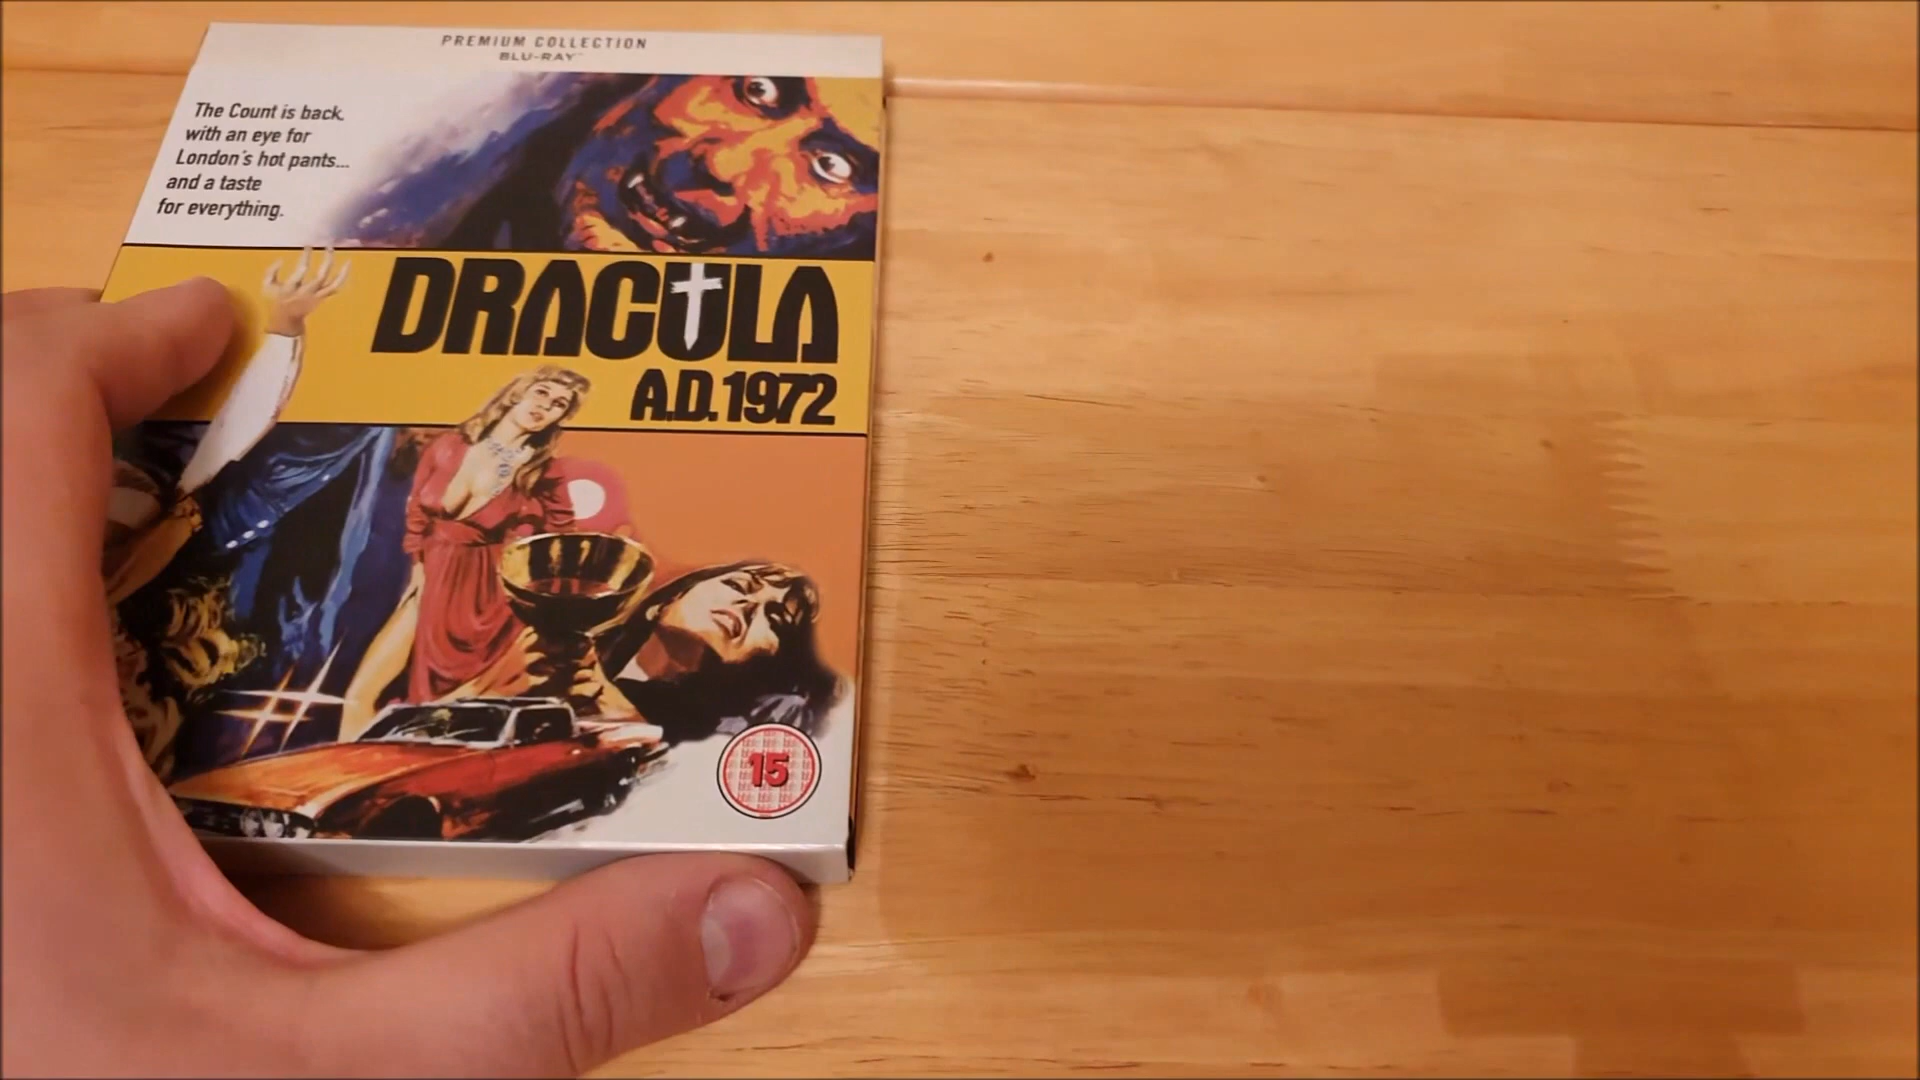 PREMIUM COLLECTION
BLU-RAY™
The Count is back,
with an eye for
London's hot pants...
and a taste
for everything.
DRACULA
A.D. 1972
15